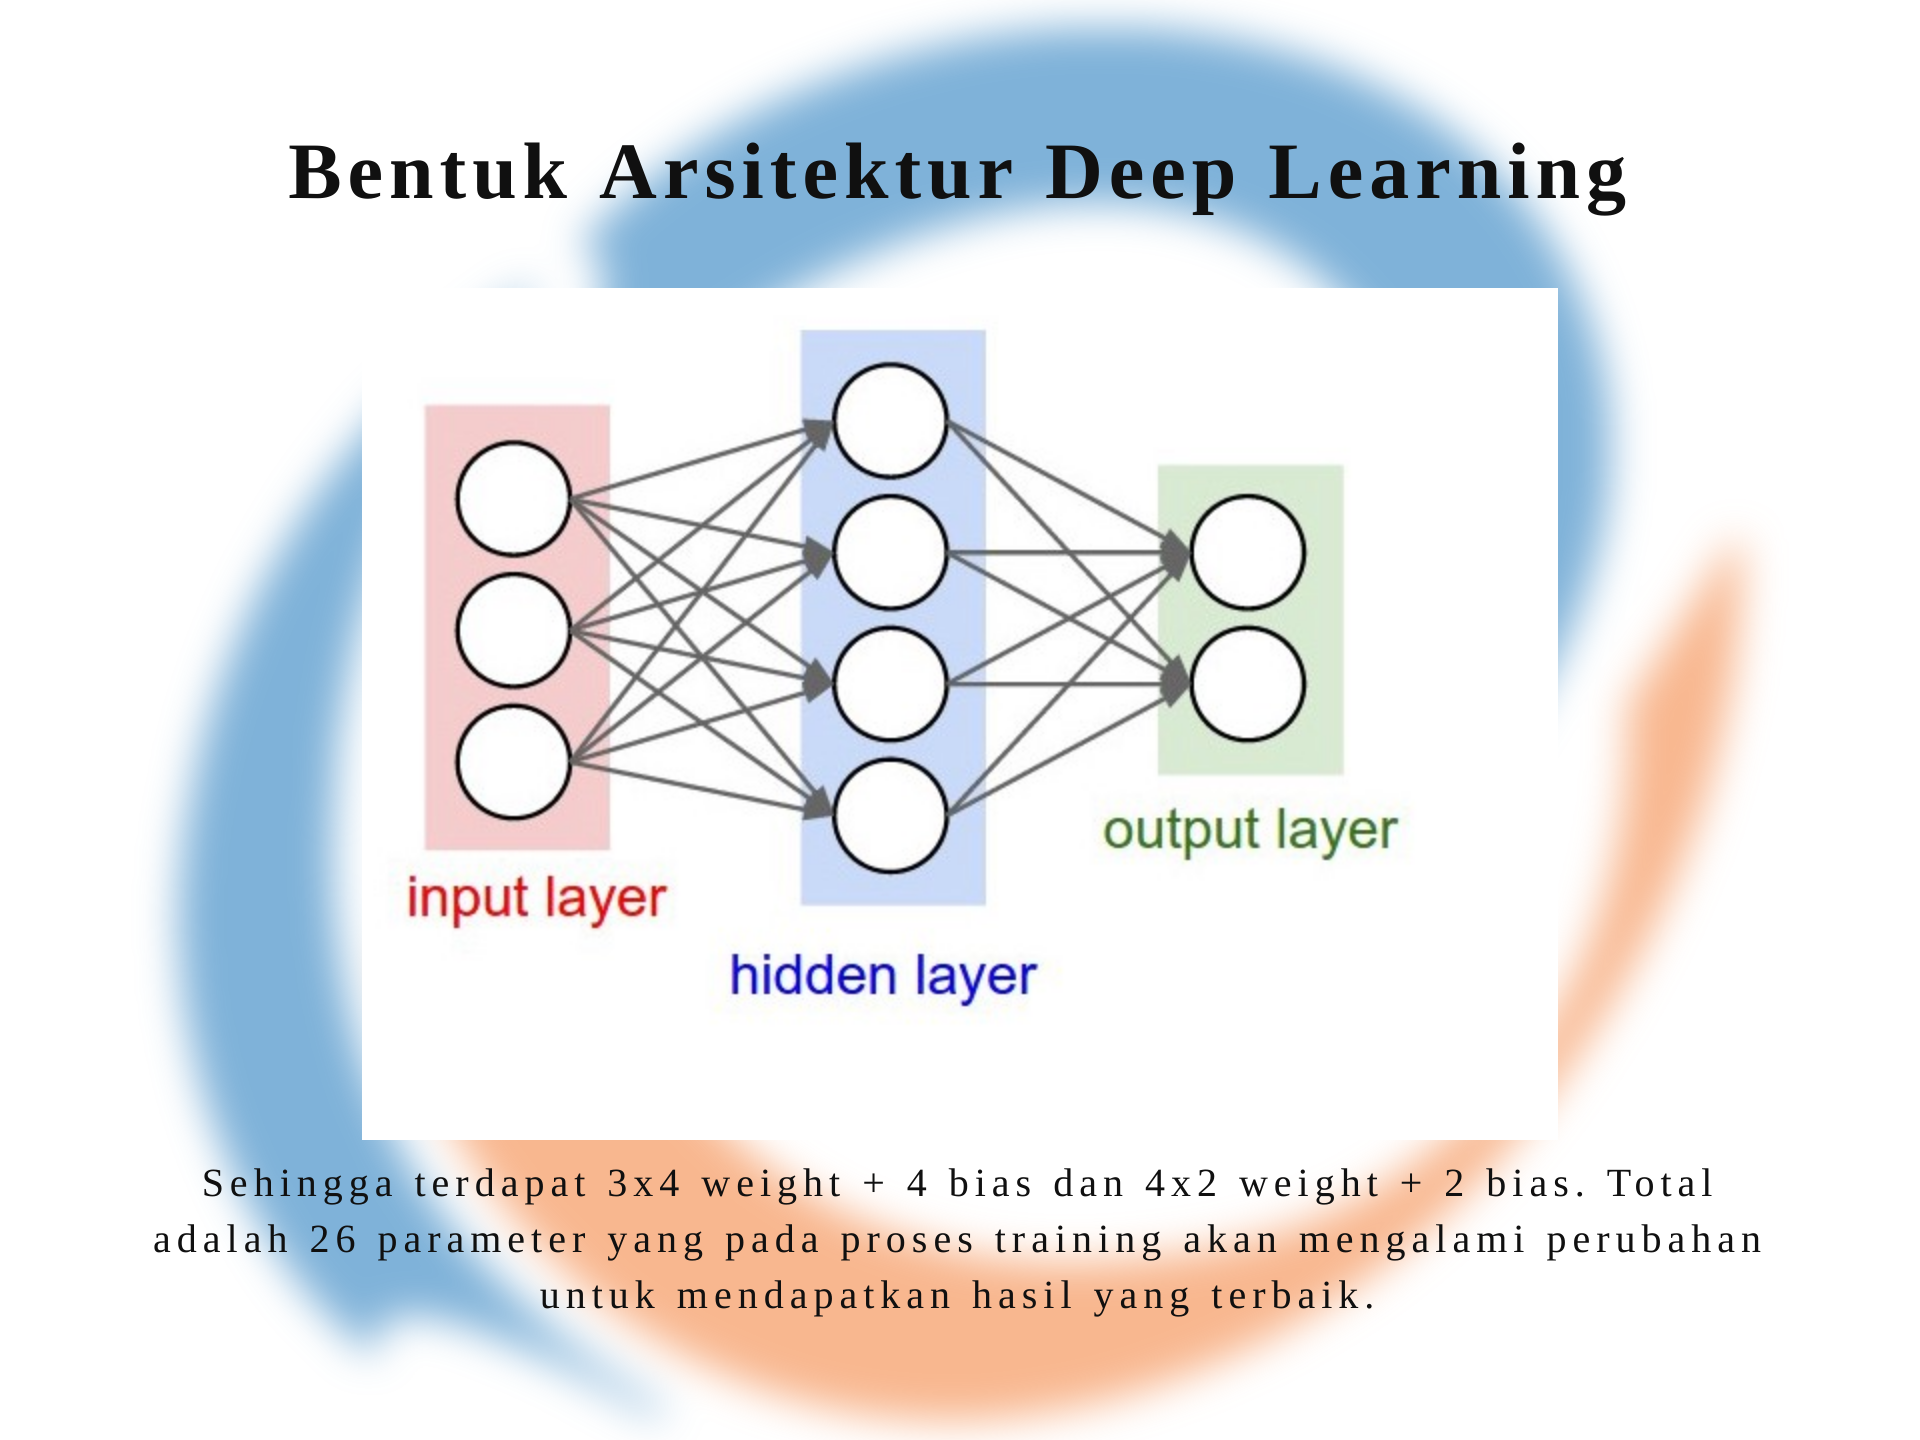 Bentuk Arsitektur Deep Learning
input layer
hidden layer
output layer
Sehingga terdapat 3x4 weight + 4 bias dan 4x2 weight + 2 bias. Total
adalah 26 parameter yang pada proses training akan mengalami perubahan
untuk mendapatkan hasil yang terbaik.